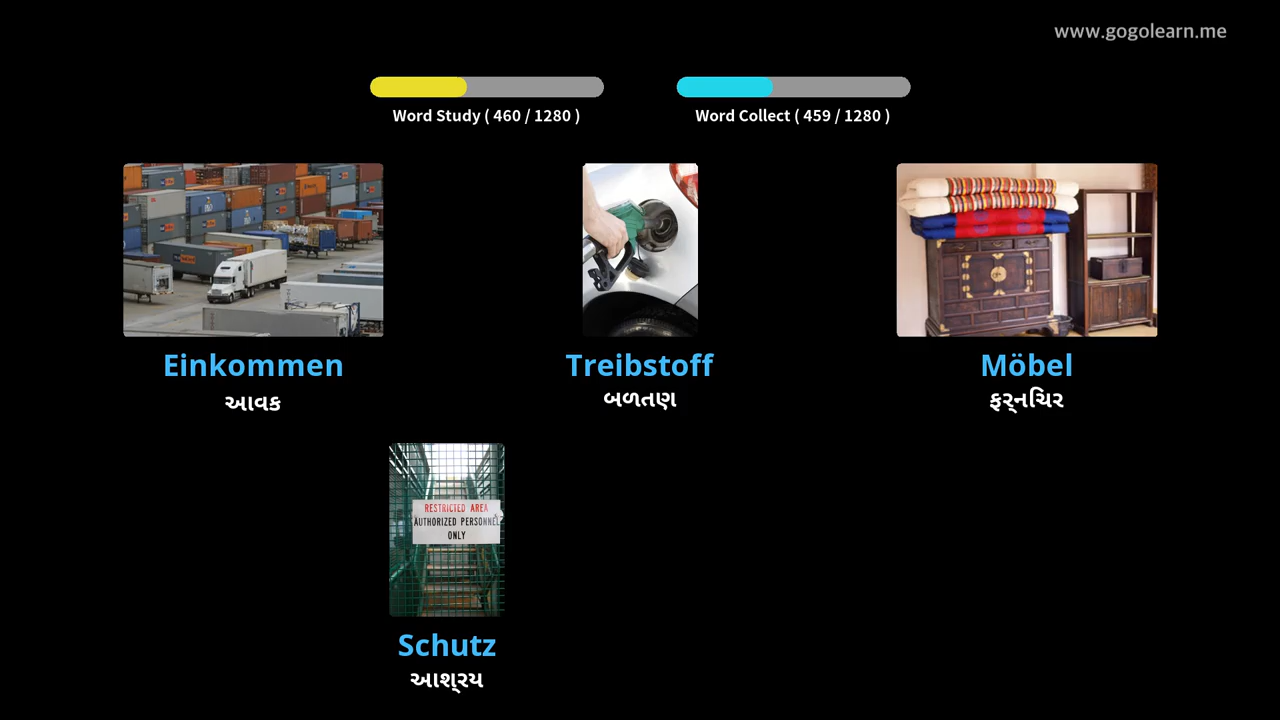 www.gogolearn.me
Word Study ( 460 / 1280 )
Word Collect ( 459 / 1280 )
Einkommen
Treibstoff
Möbel
આવક
બળતણ
ફર્નિચર
RESTRICTED AREA
AUTHORIZED PERSONNEL
ONLY
Schutz
આશ્રય